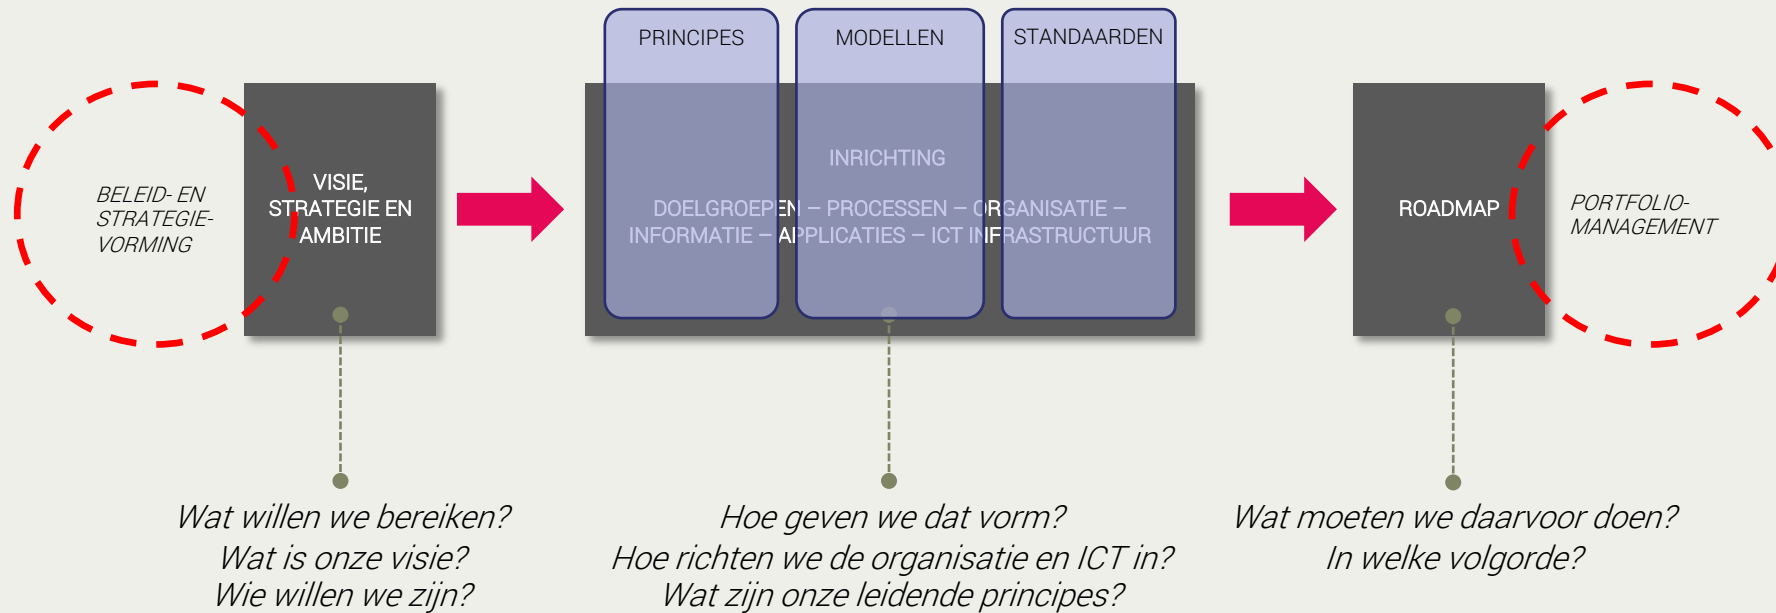 PRINCIPES
MODELLEN
STANDAARDEN
BELEID- EN
STRATEGIE-
VORMING
VISIE,
STRATEGIE EN
AMBITIE
INRICHTING
DOELGROEPEN – PROCESSEN – ORGANISATIE –
INFORMATIE – APPLICATIES – ICT INFRASTRUCTUUR
ROADMAP
PORTFOLIO-
MANAGEMENT
Wat willen we bereiken?
Wat is onze visie?
Wie willen we zijn?
Hoe geven we dat vorm?
Hoe richten we de organisatie en ICT in?
Wat zijn onze leidende principes?
Wat moeten we daarvoor doen?
In welke volgorde?